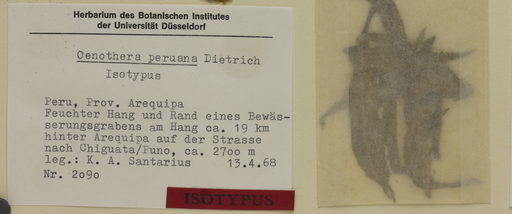 Herbarium des Botanischen Institutes
der Universität Düsseldorf
Oenothera peruana Dietrich
Isotypus
Peru, Prov. Arequipa
Feuchter Hang und Rand eines Bewäs-
serungsgrabens am Hang ca. 19 km
hinter Arequipa auf der Strasse
nach Chiguata/Puno, ca. 2700 m
leg.: K. A. Santarius 13.4.68
Nr. 2090
ISOTYPUS